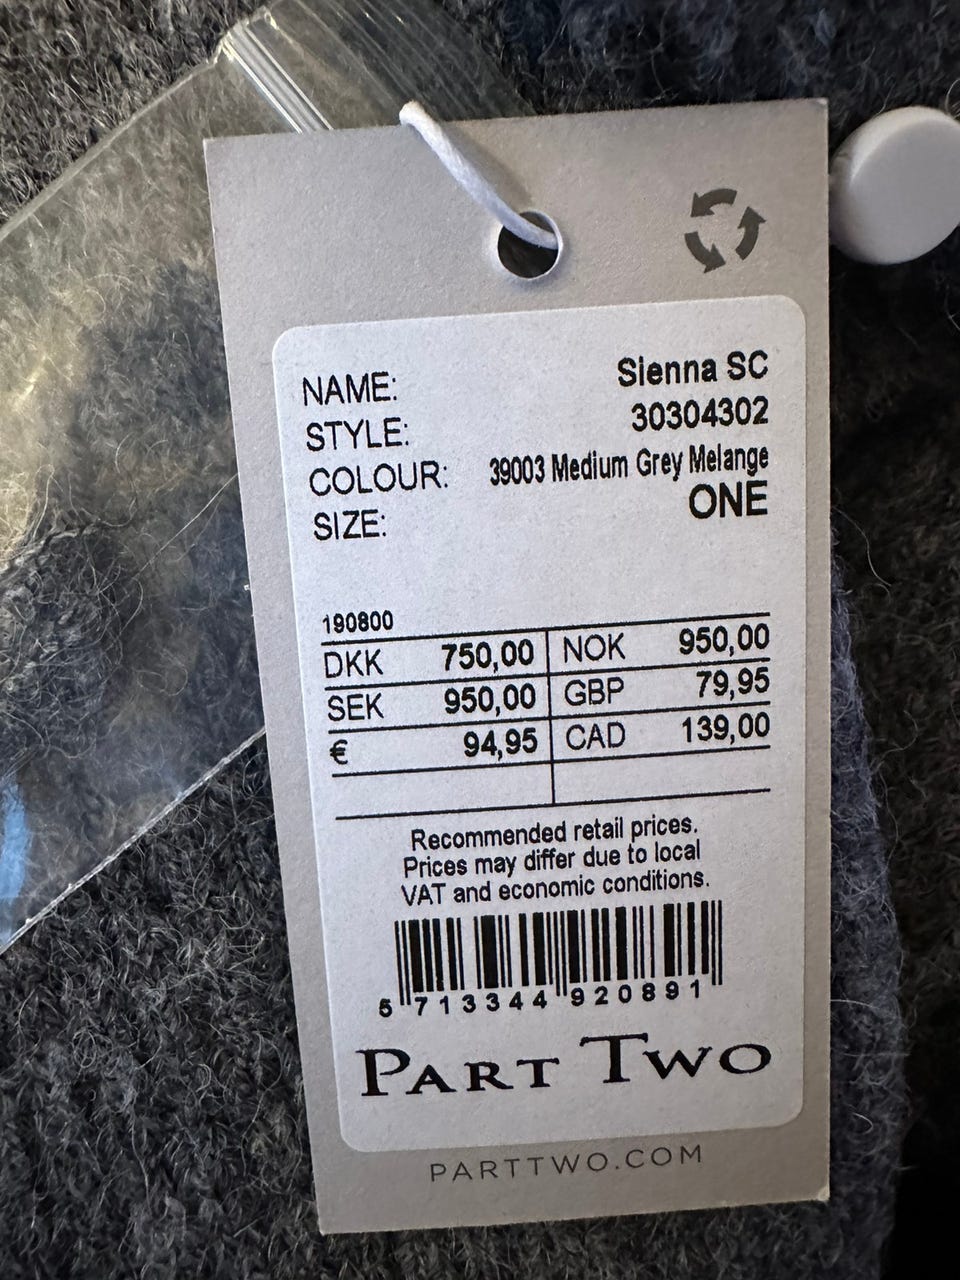 NAME: Sienna SC
STYLE: 30304302
COLOUR: 39003 Medium Grey Melange
SIZE: ONE
190800
DKK 750,00 NOK 950,00
SEK 950,00 GBP 79,95
€ 94,95 CAD 139,00
Recommended retail prices.
Prices may differ due to local
VAT and economic conditions.
5 713344 920891
PART TWO
PARTTWO.COM